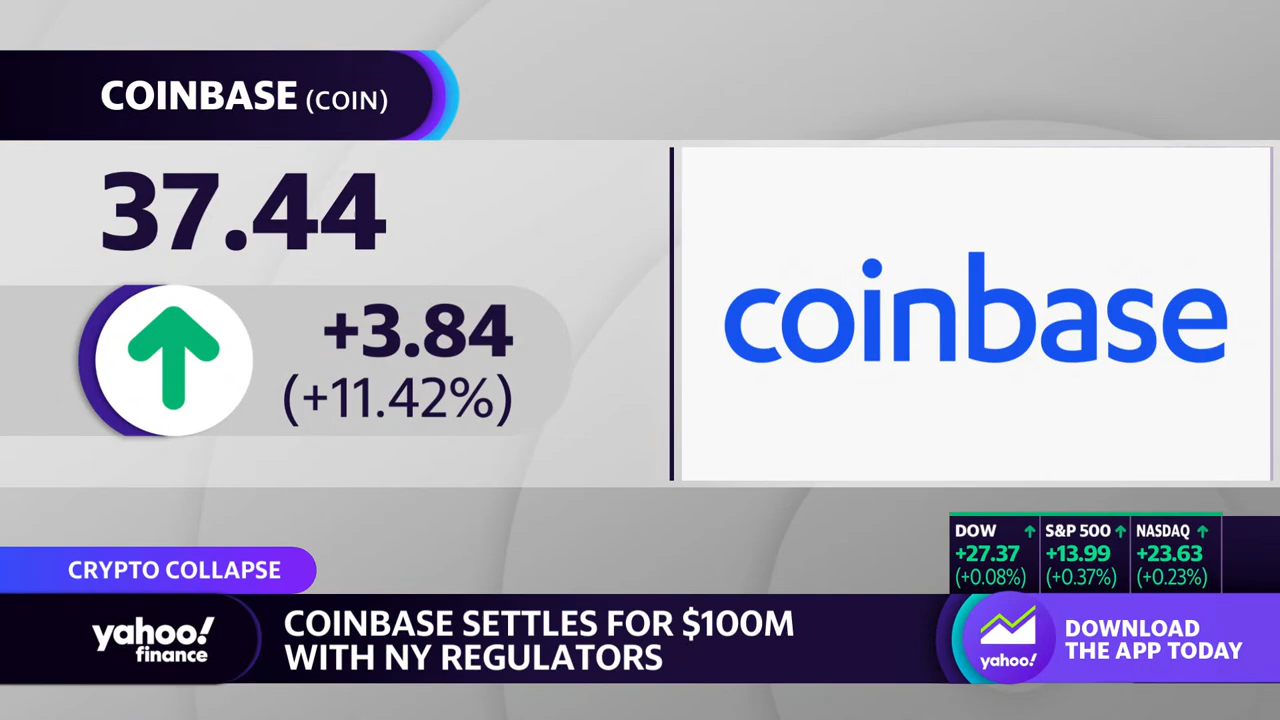 COINBASE (COIN)
37.44
+3.84
(+11.42%)
coinbase
DOW
+27.37
(+0.08%)
S&P 500
+13.99
(+0.37%)
NASDAQ
+23.63
(+0.23%)
CRYPTO COLLAPSE
yahoo!
finance
COINBASE SETTLES FOR $100M
WITH NY REGULATORS
yahoo!
DOWNLOAD
THE APP TODAY